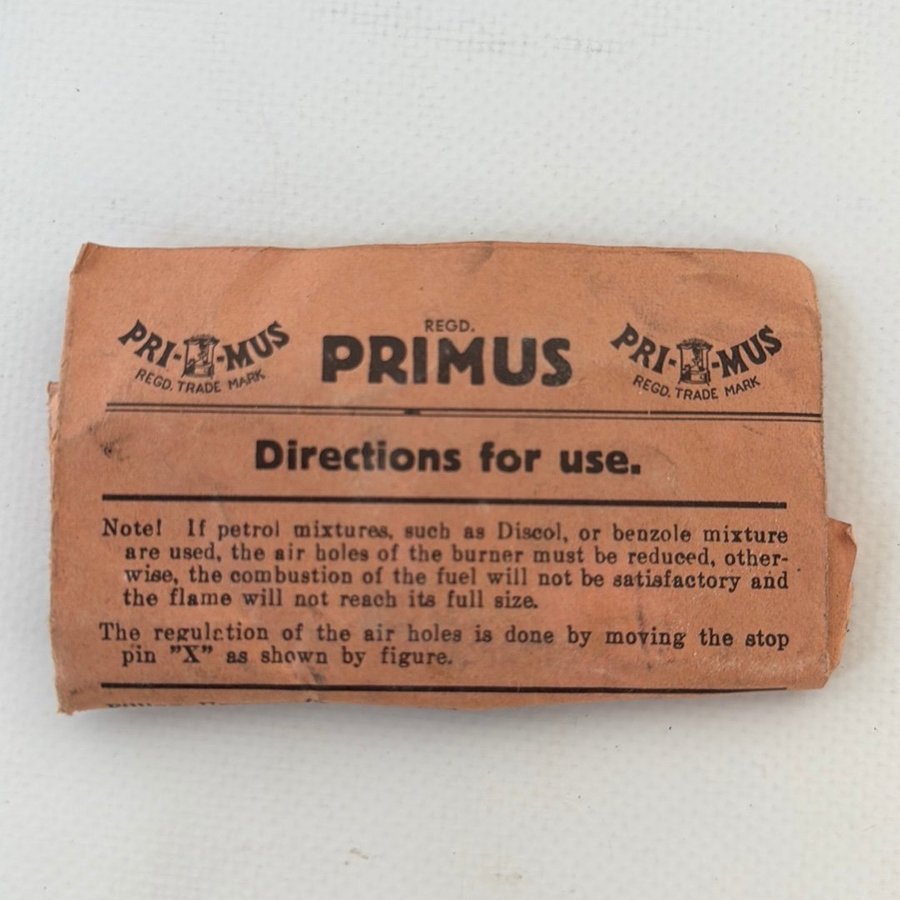 REGD.
PRI-MUS PRIMUS PRI-MUS
REGD. TRADE MARK REGD. TRADE MARK
Directions for use.
Note! If petrol mixtures, such as Discol, or benzole mixture
are used, the air holes of the burner must be reduced, other-
wise, the combustion of the fuel will not be satisfactory and
the flame will not reach its full size.
The regulation of the air holes is done by moving the stop
pin "X" as shown by figure.